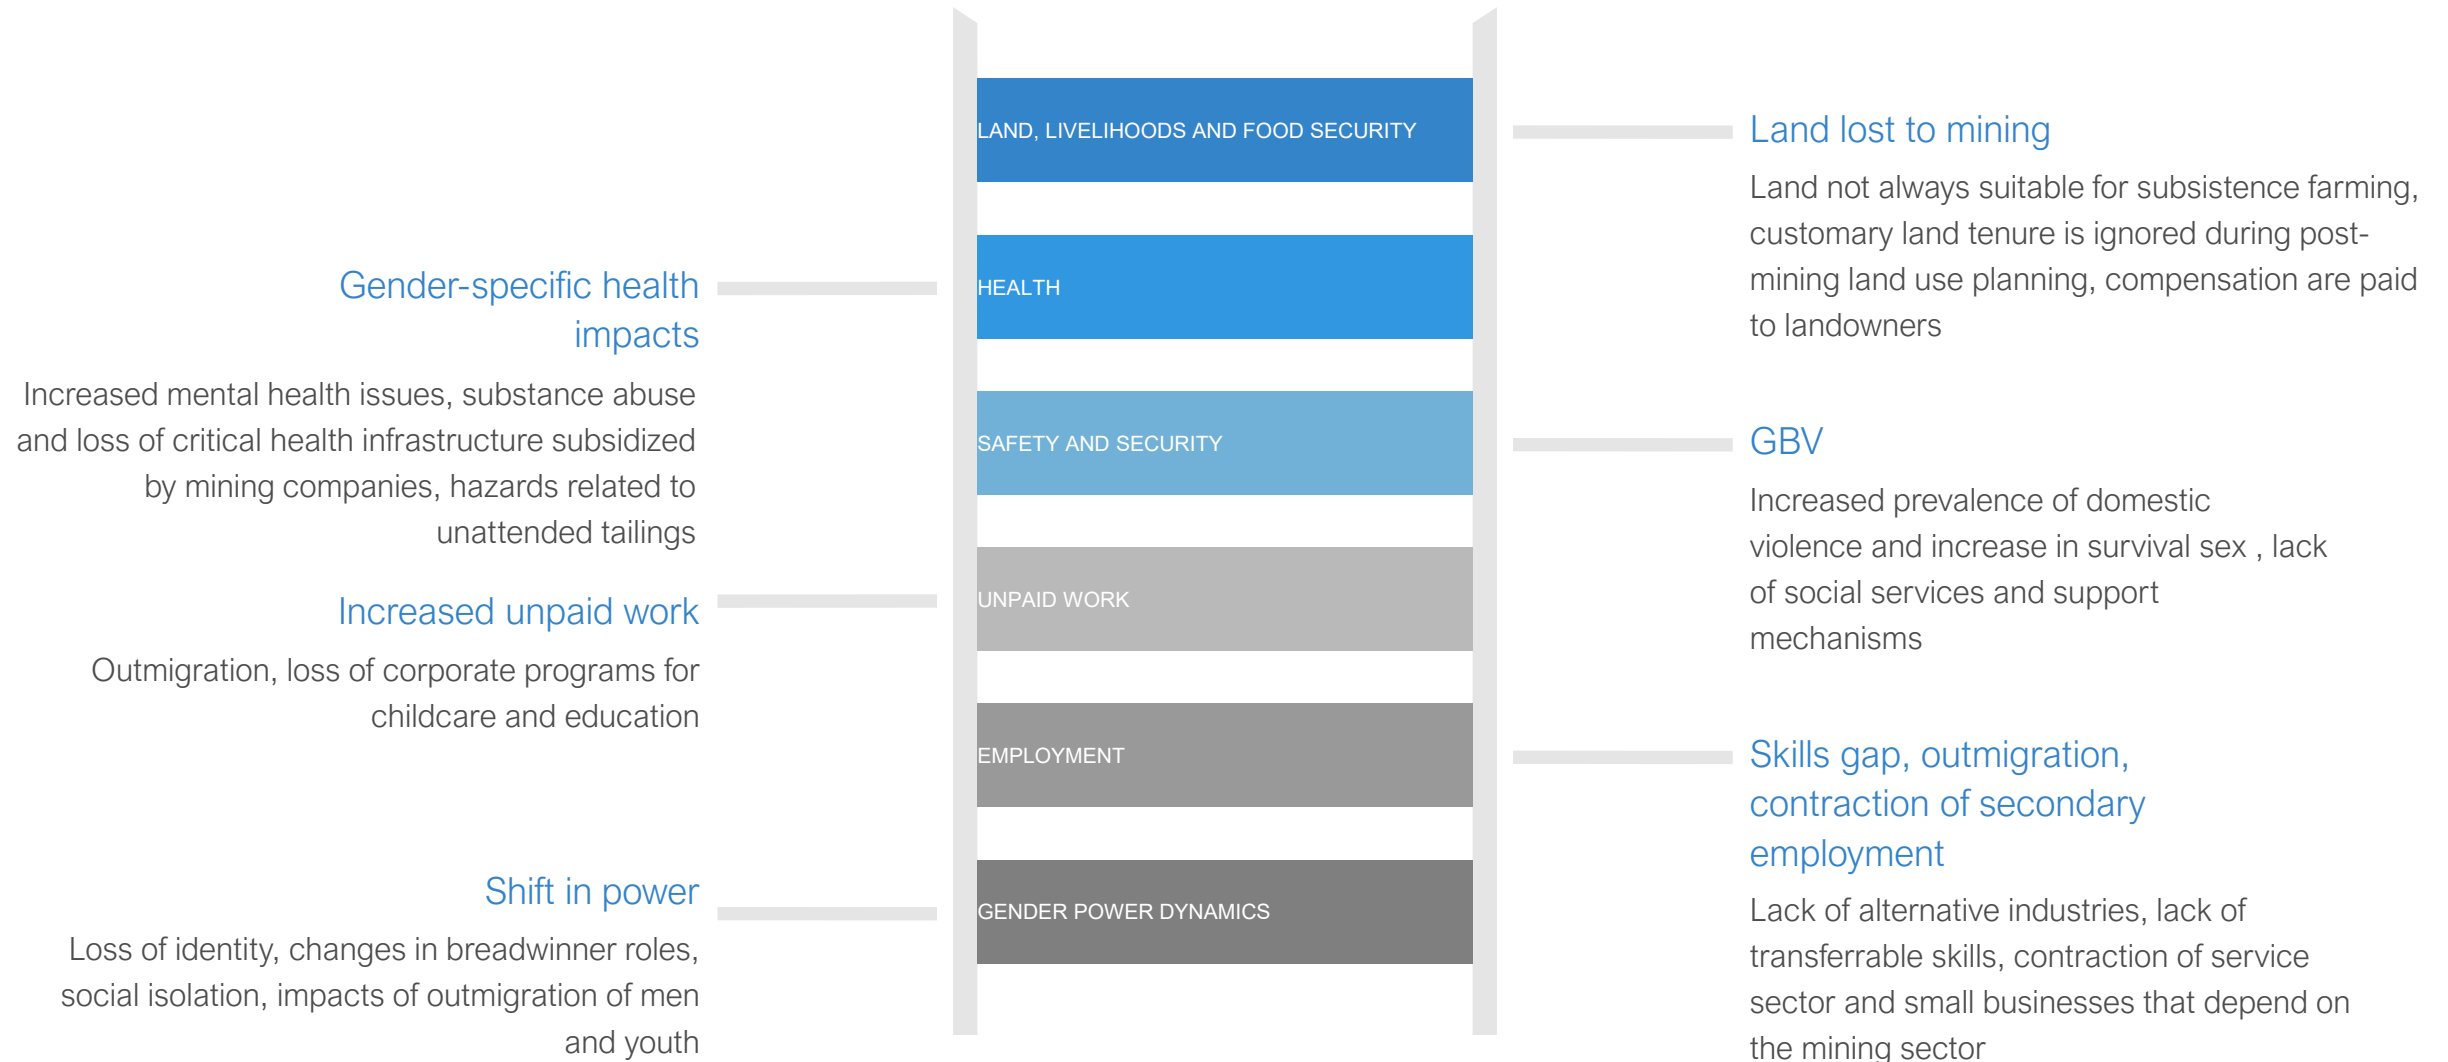 LAND, LIVELIHOODS AND FOOD SECURITY
Land lost to mining
Land not always suitable for subsistence farming,
customary land tenure is ignored during post-
mining land use planning, compensation are paid
to landowners
Gender-specific health
impacts
Increased mental health issues, substance abuse
and loss of critical health infrastructure subsidized
by mining companies, hazards related to
unattended tailings
HEALTH
SAFETY AND SECURITY
GBV
Increased prevalence of domestic
violence and increase in survival sex , lack
of social services and support
mechanisms
Increased unpaid work
Outmigration, loss of corporate programs for
childcare and education
UNPAID WORK
EMPLOYMENT
Skills gap, outmigration,
contraction of secondary
employment
Lack of alternative industries, lack of
transferrable skills, contraction of service
sector and small businesses that depend on
the mining sector
Shift in power
Loss of identity, changes in breadwinner roles,
social isolation, impacts of outmigration of men
and youth
GENDER POWER DYNAMICS